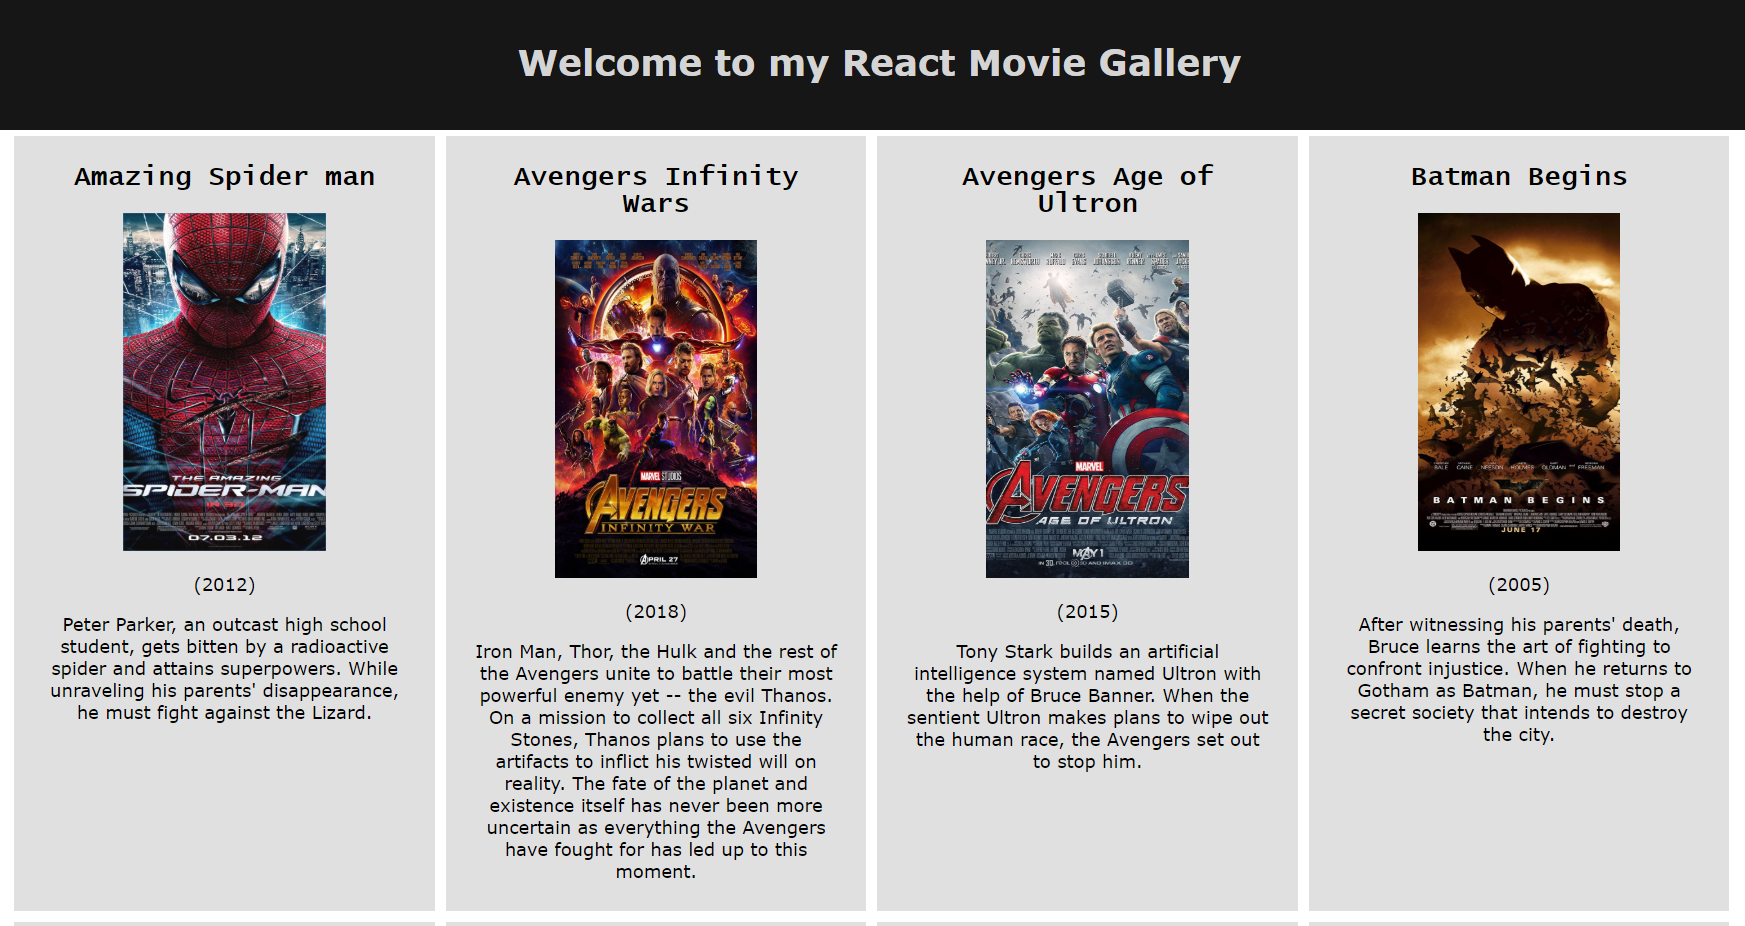 Welcome to my React Movie Gallery
Amazing Spider man
THE AMAZING
SPIDER-MAN
IN 3D
07.03.12
(2012)
Peter Parker, an outcast high school
student, gets bitten by a radioactive
spider and attains superpowers. While
unraveling his parents' disappearance,
he must fight against the Lizard.
Avengers Infinity
Wars
MARVEL STUDIOS
AVENGERS
INFINITY WAR
APRIL 27
(2018)
Iron Man, Thor, the Hulk and the rest of
the Avengers unite to battle their most
powerful enemy yet -- the evil Thanos.
On a mission to collect all six Infinity
Stones, Thanos plans to use the
artifacts to inflict his twisted will on
reality. The fate of the planet and
existence itself has never been more
uncertain as everything the Avengers
have fought for has led up to this
moment.
Avengers Age of
Ultron
MARVEL
AVENGERS
AGE OF ULTRON
MAY 1
(2015)
Tony Stark builds an artificial
intelligence system named Ultron with
the help of Bruce Banner. When the
sentient Ultron makes plans to wipe out
the human race, the Avengers set out
to stop him.
Batman Begins
BALE CAINE NEESON HOLMES OLDMAN AND FREEMAN
BATMAN BEGINS
JUNE 17
(2005)
After witnessing his parents' death,
Bruce learns the art of fighting to
confront injustice. When he returns to
Gotham as Batman, he must stop a
secret society that intends to destroy
the city.